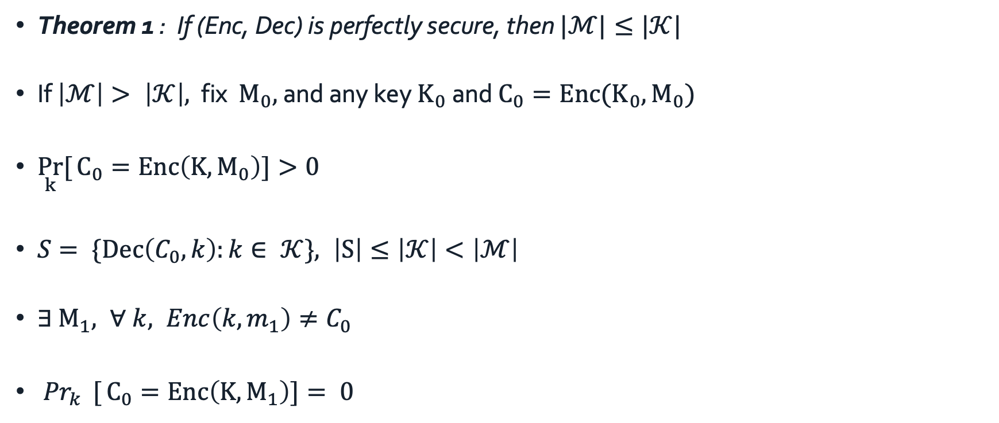 • Theorem 1 : If (Enc, Dec) is perfectly secure, then |ℳ| ≤ |𝒦|
• If |ℳ| > |𝒦|, fix M₀, and any key K₀ and C₀ = Enc(K₀, M₀)
• Pr[ C₀ = Enc(K, M₀)] > 0
k
• S = {Dec(C₀, k): k ∈ 𝒦}, |S| ≤ |𝒦| < |ℳ|
• ∃ M₁, ∀ k, Enc(k, m₁) ≠ C₀
• Prₖ [ C₀ = Enc(K, M₁)] = 0